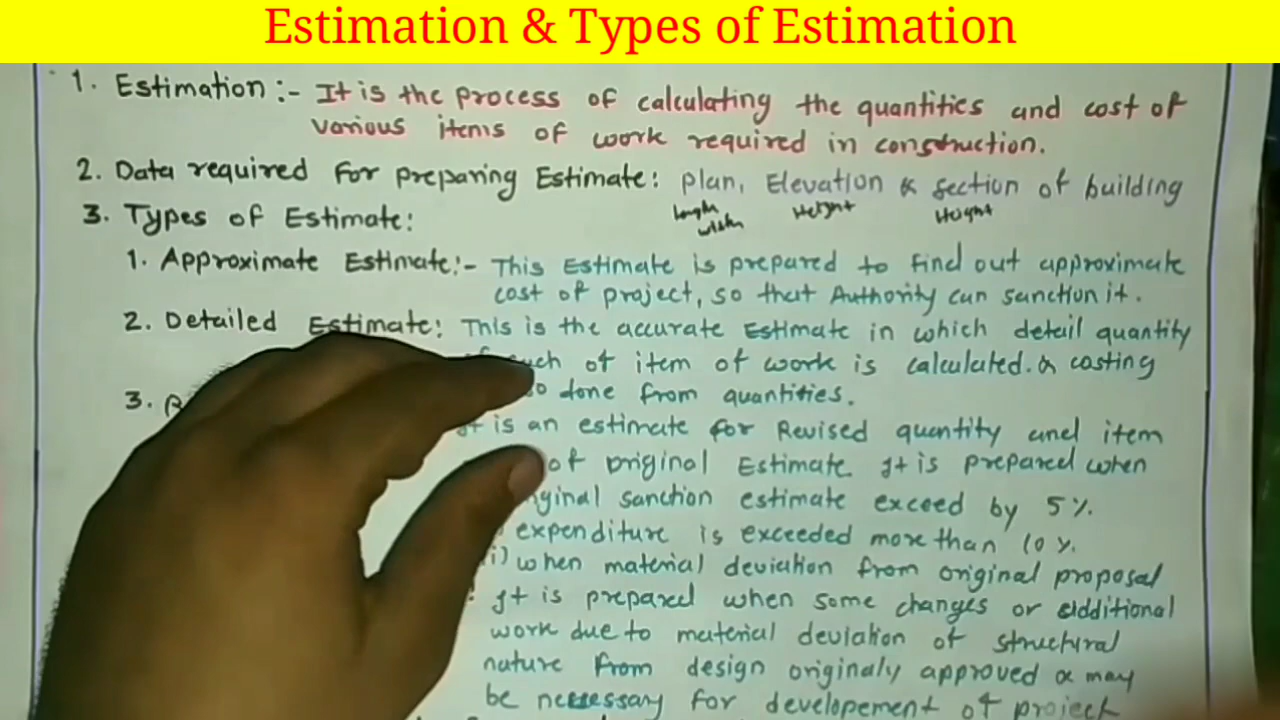 Estimation & Types of Estimation
1. Estimation :- It is the process of calculating the quantities and cost of
various items of work required in construction.
2. Data required For preparing Estimate: plan, Elevation & section of building
length Height Height
width
3. Types of Estimate:
1. Approximate Estimate:- This Estimate is prepared to find out approximate
cost of project, so that Authority can sanction it.
2. Detailed Estimate: This is the accurate Estimate in which detail quantity
of item of work is calculated. & costing
done from quantities.
3.
is an estimate for Revised quantity and item
of original Estimate. It is prepared when
sanction estimate exceed by 5 %.
expenditure is exceeded more than 10 %.
i) when material deviation from original proposal
It is prepared when some changes or additional
work due to material deviation of structural
nature from design originaly approved & may
be necessary for developement of project